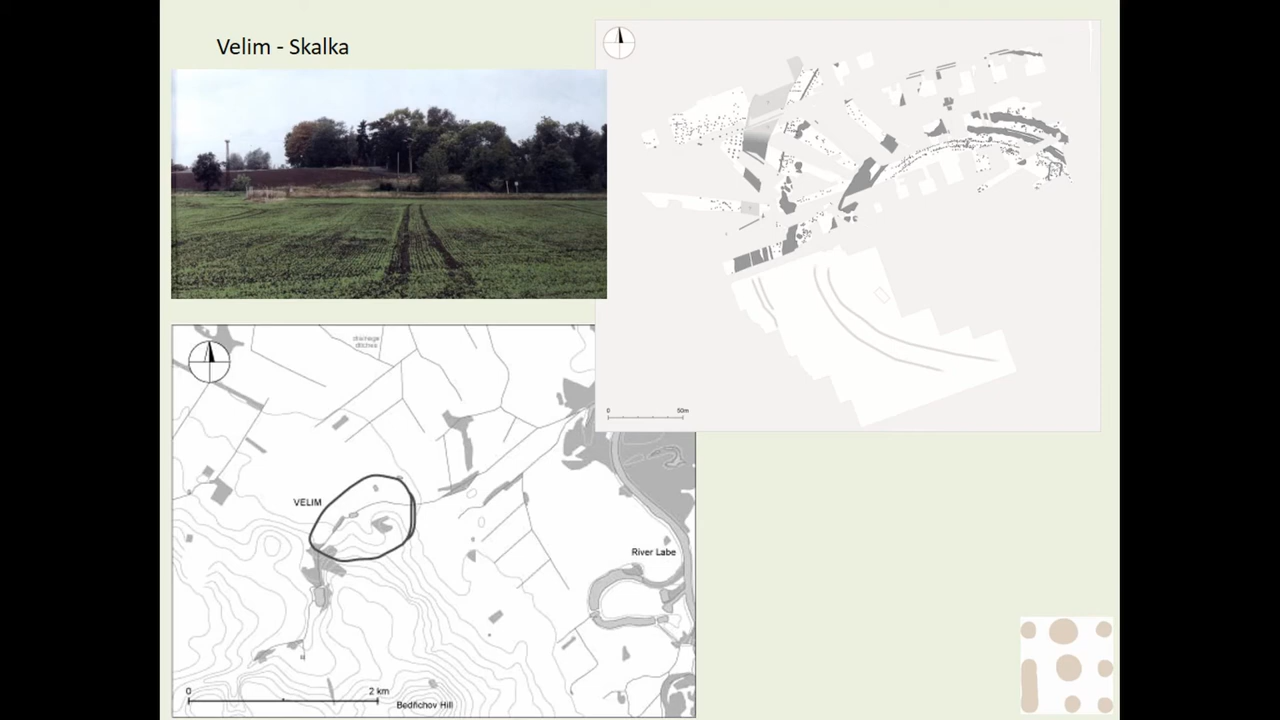 Velim - Skalka
0 50m
drainage
ditches
VELIM
River Labe
0 2 km
Bedřichov Hill